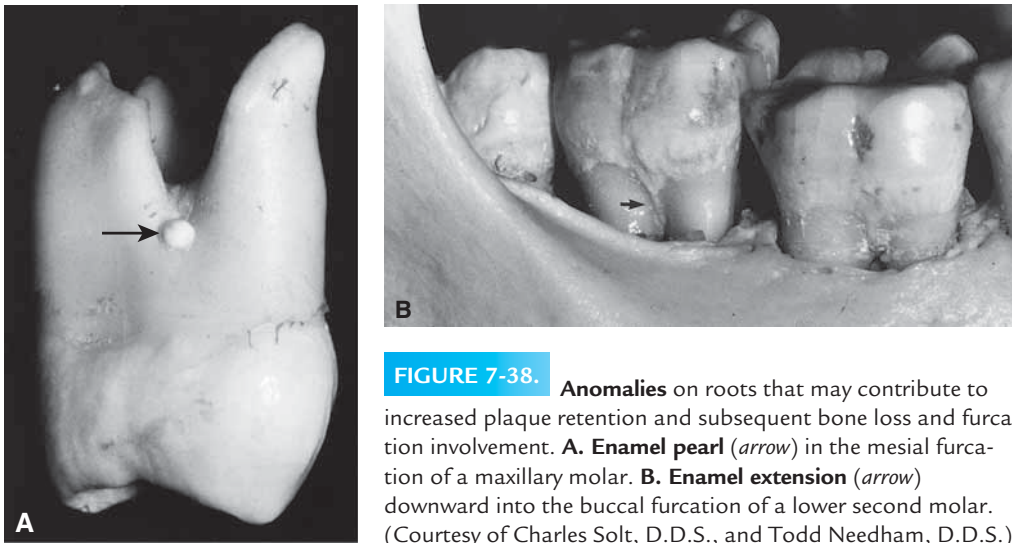 A
B
FIGURE 7-38. Anomalies on roots that may contribute to
increased plaque retention and subsequent bone loss and furca
tion involvement. A. Enamel pearl (arrow) in the mesial furca-
tion of a maxillary molar. B. Enamel extension (arrow)
downward into the buccal furcation of a lower second molar.
(Courtesy of Charles Solt, D.D.S., and Todd Needham, D.D.S.)